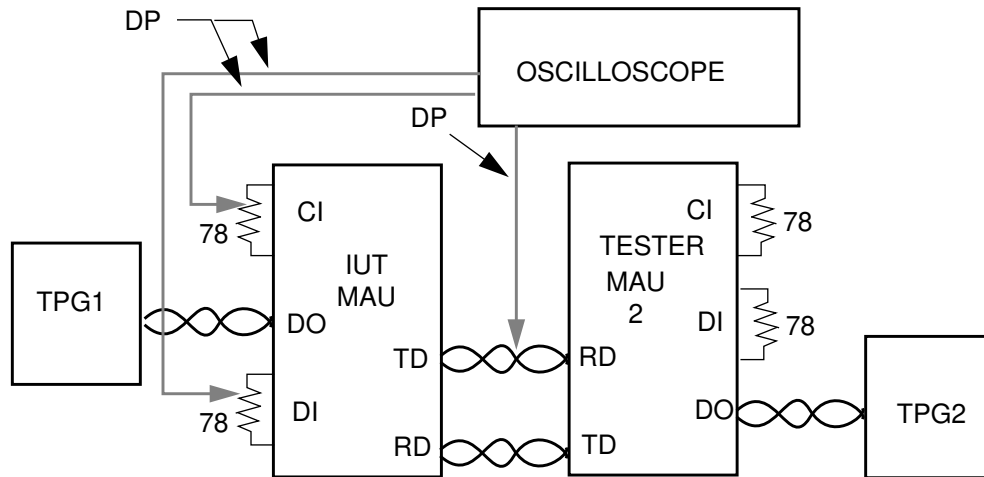 DP
OSCILLOSCOPE
DP
CI
78
IUT
MAU
TPG1
DO
TD
DI
78
RD
CI
78
TESTER
MAU
2
DI
78
RD
DO
TD
TPG2